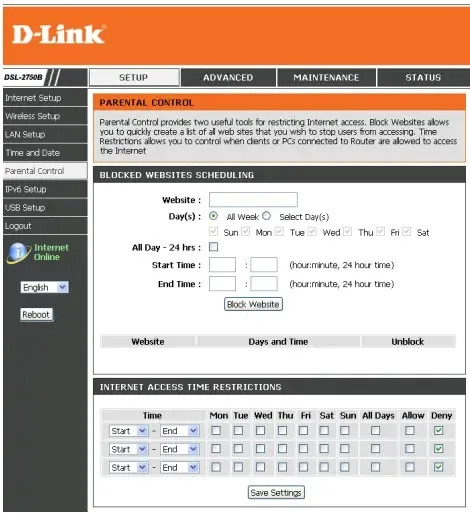 D-Link
DSL-2750B
SETUP ADVANCED MAINTENANCE STATUS
Internet Setup
Wireless Setup
LAN Setup
Time and Date
Parental Control
IPv6 Setup
USB Setup
Logout
Internet
Online
English
Reboot
PARENTAL CONTROL
Parental Control provides two useful tools for restricting Internet access. Block Websites allows
you to quickly create a list of all web sites that you wish to stop users from accessing. Time
Restrictions allows you to control when clients or PCs connected to Router are allowed to access
the Internet
BLOCKED WEBSITES SCHEDULING
Website :
Day(s) : All Week Select Day(s)
Sun Mon Tue Wed Thu Fri Sat
All Day - 24 hrs :
Start Time : : (hour:minute, 24 hour time)
End Time : : (hour:minute, 24 hour time)
Block Website
Website Days and Time Unblock
INTERNET ACCESS TIME RESTRICTIONS
Time Mon Tue Wed Thu Fri Sat Sun All Days Allow Deny
Start - End
Start - End
Start - End
Save Settings